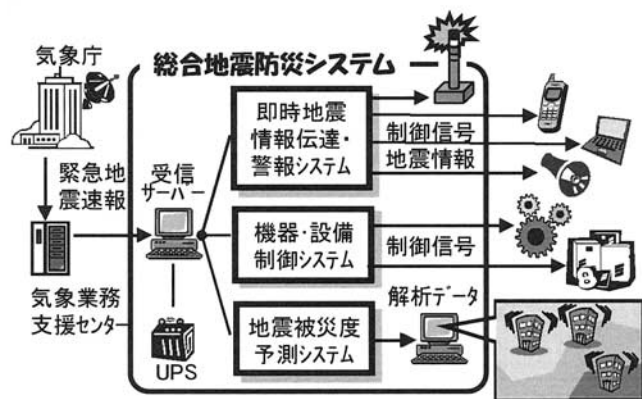 気象庁
総合地震防災システム
緊急地
震速報
受信
サーバー
気象業務
支援センター
UPS
即時地震
情報伝達・
警報システム
制御信号
地震情報
機器・設備
制御システム
制御信号
地震被災度
予測システム
解析データ